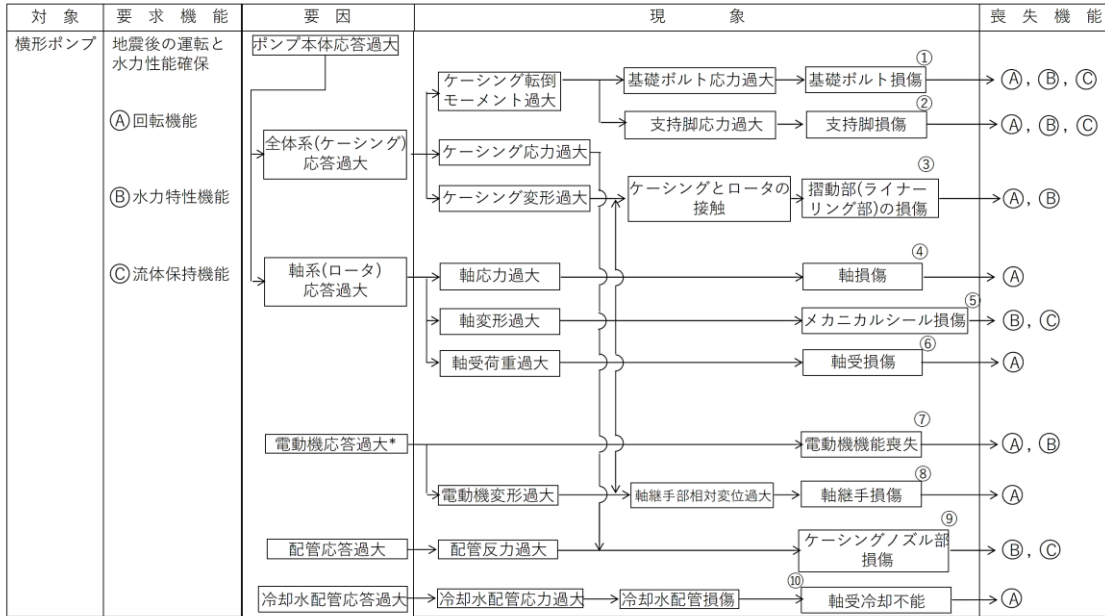 対象 要求機能 要因 現象 喪失機能
横形ポンプ
地震後の運転と
水力性能確保
Ⓐ回転機能
Ⓑ水力特性機能
Ⓒ流体保持機能
ポンプ本体応答過大
全体系(ケーシング)
応答過大
軸系(ロータ)
応答過大
電動機応答過大*
配管応答過大
冷却水配管応答過大
ケーシング転倒
モーメント過大
基礎ボルト応力過大
①
基礎ボルト損傷
Ⓐ, Ⓑ, Ⓒ
支持脚応力過大
②
支持脚損傷
Ⓐ, Ⓑ, Ⓒ
ケーシング応力過大
ケーシング変形過大
ケーシングとロータの
接触
③
摺動部(ライナー
リング部)の損傷
Ⓐ, Ⓑ
軸応力過大
④
軸損傷
Ⓐ
軸変形過大
⑤
メカニカルシール損傷
Ⓑ, Ⓒ
軸受荷重過大
⑥
軸受損傷
Ⓐ
⑦
電動機機能喪失
Ⓐ, Ⓑ
電動機変形過大
軸継手部相対変位過大
⑧
軸継手損傷
Ⓐ
配管反力過大
⑨
ケーシングノズル部
損傷
Ⓑ, Ⓒ
冷却水配管応力過大
冷却水配管損傷
⑩
軸受冷却不能
Ⓐ